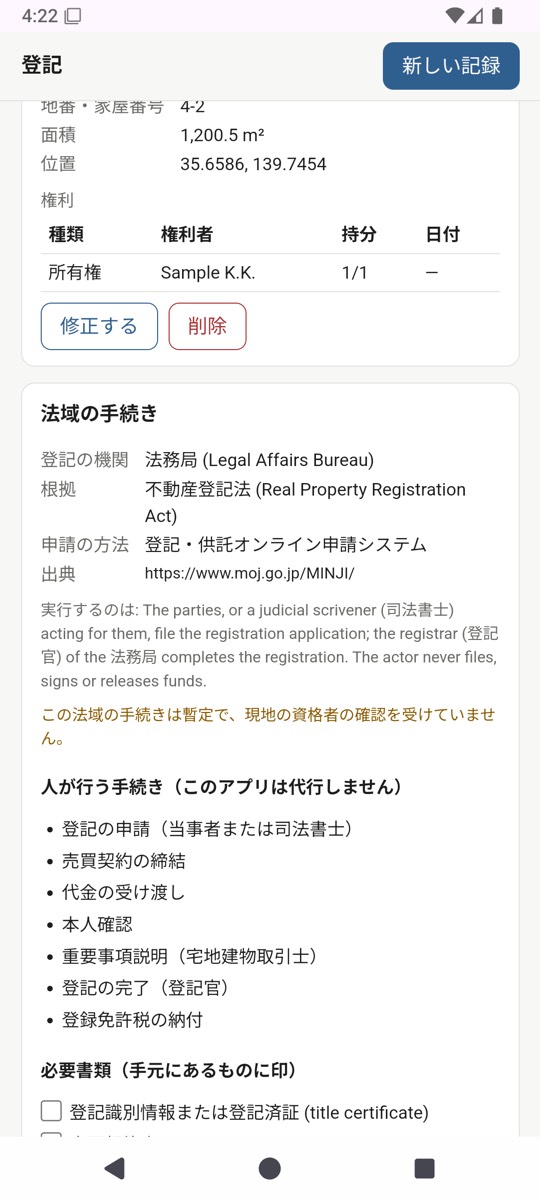 4:22
登記
新しい記録
地番・家屋番号 4-2
面積 1,200.5 m²
位置 35.6586, 139.7454
権利
種類 権利者 持分 日付
所有権 Sample K.K. 1/1 —
修正する 削除
法域の手続き
登記の機関 法務局 (Legal Affairs Bureau)
根拠 不動産登記法 (Real Property Registration
Act)
申請の方法 登記・供託オンライン申請システム
出典 https://www.moj.go.jp/MINJI/
実行するのは: The parties, or a judicial scrivener (司法書士)
acting for them, file the registration application; the registrar (登記
官) of the 法務局 completes the registration. The actor never files,
signs or releases funds.
この法域の手続きは暫定で、現地の資格者の確認を受けていませ
ん。
人が行う手続き（このアプリは代行しません）
• 登記の申請（当事者または司法書士）
• 売買契約の締結
• 代金の受け渡し
• 本人確認
• 重要事項説明（宅地建物取引士）
• 登記の完了（登記官）
• 登録免許税の納付
必要書類（手元にあるものに印）
登記識別情報または登記済証 (title certificate)